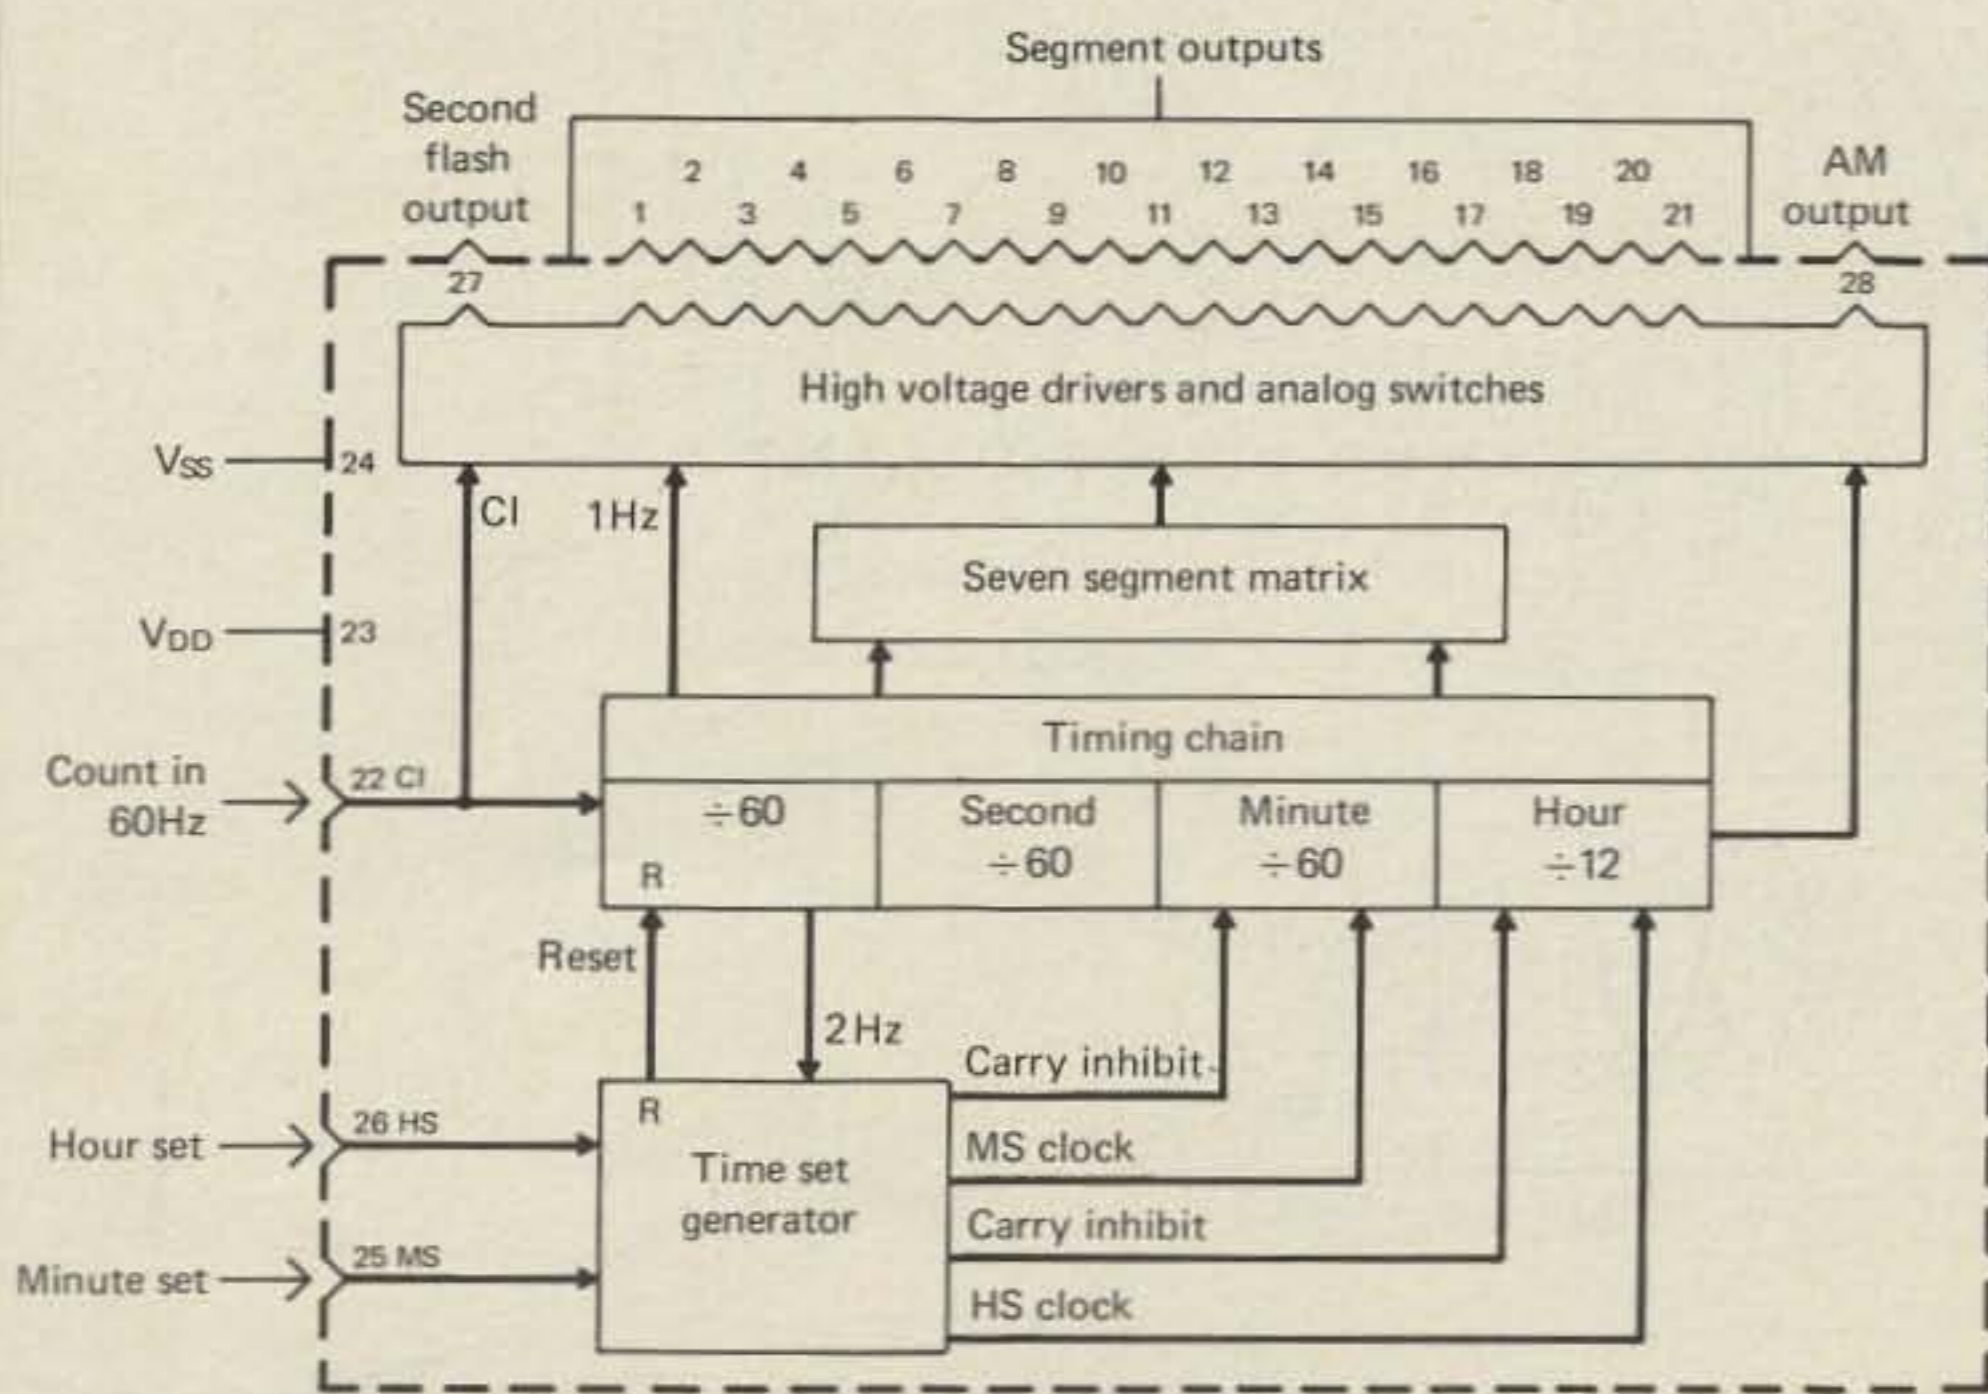 Segment outputs
Second
flash
output
2 4 6 8 10 12 14 16 18 20
1 3 5 7 9 11 13 15 17 19 21
AM
output
27
28
High voltage drivers and analog switches
VSS
24
CI
1Hz
Seven segment matrix
VDD
23
Timing chain
Count in
60Hz
22 CI
÷60
R
Second
÷60
Minute
÷60
Hour
÷12
Reset
2Hz
Carry inhibit
Hour set
26 HS
R
Time set
generator
MS clock
Carry inhibit
Minute set
25 MS
HS clock